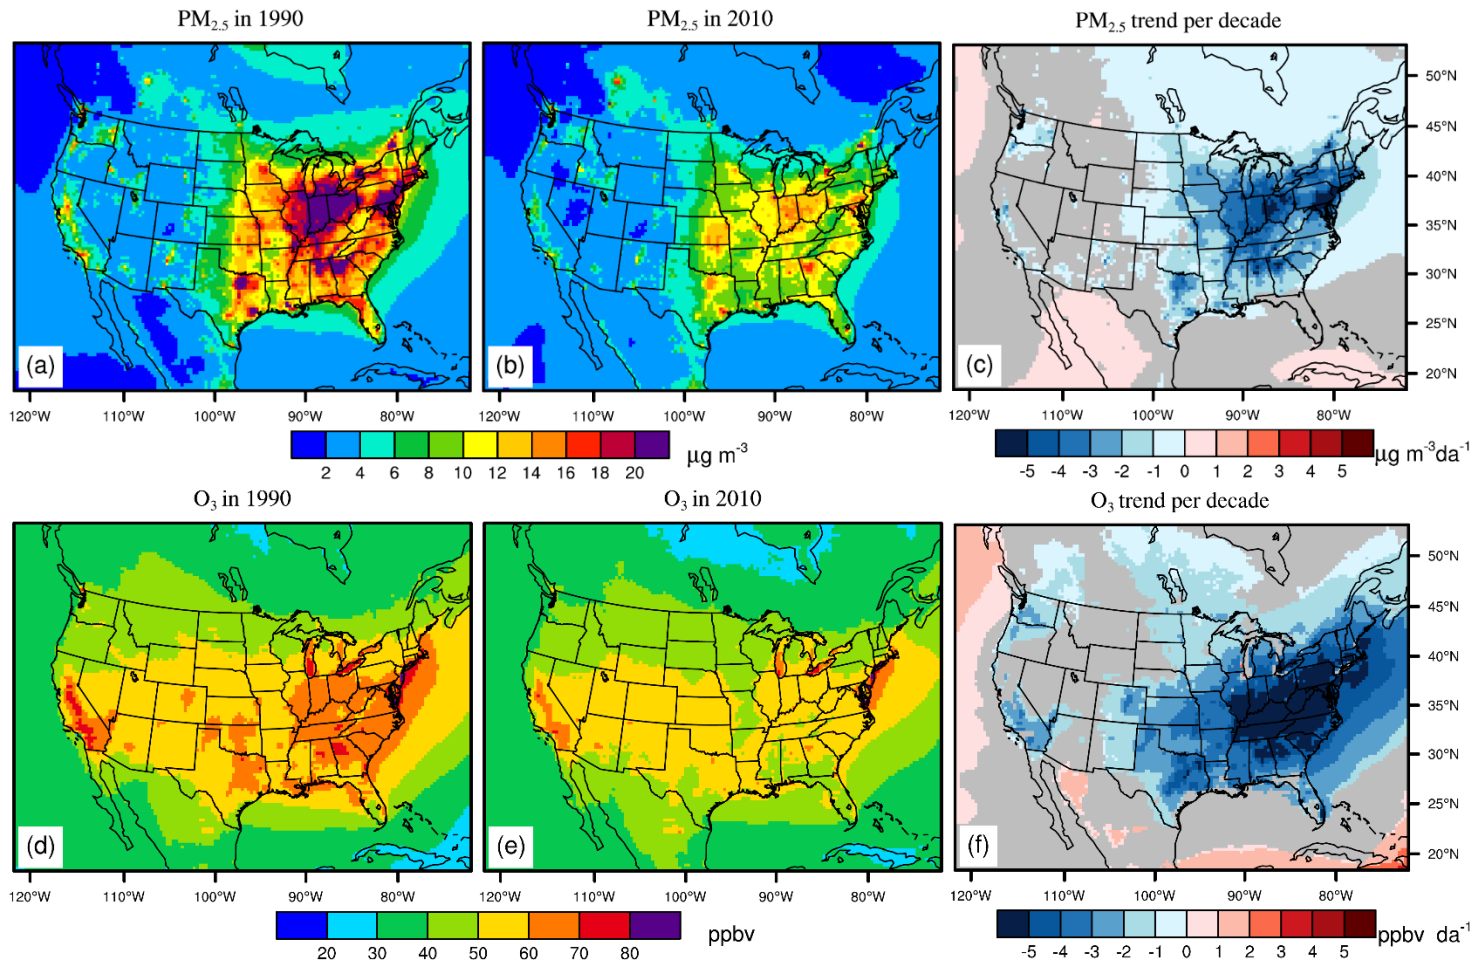 PM2.5 in 1990
PM2.5 in 2010
PM2.5 trend per decade
50°N
45°N
40°N
35°N
30°N
25°N
20°N
(a)
(b)
(c)
120°W 110°W 100°W 90°W 80°W
120°W 110°W 100°W 90°W 80°W
120°W 110°W 100°W 90°W 80°W
2 4 6 8 10 12 14 16 18 20
μg m-3
-5 -4 -3 -2 -1 0 1 2 3 4 5
μg m-3da-1
O3 in 1990
O3 in 2010
O3 trend per decade
50°N
45°N
40°N
35°N
30°N
25°N
20°N
(d)
(e)
(f)
120°W 110°W 100°W 90°W 80°W
120°W 110°W 100°W 90°W 80°W
120°W 110°W 100°W 90°W 80°W
20 30 40 50 60 70 80
ppbv
-5 -4 -3 -2 -1 0 1 2 3 4 5
ppbv da-1